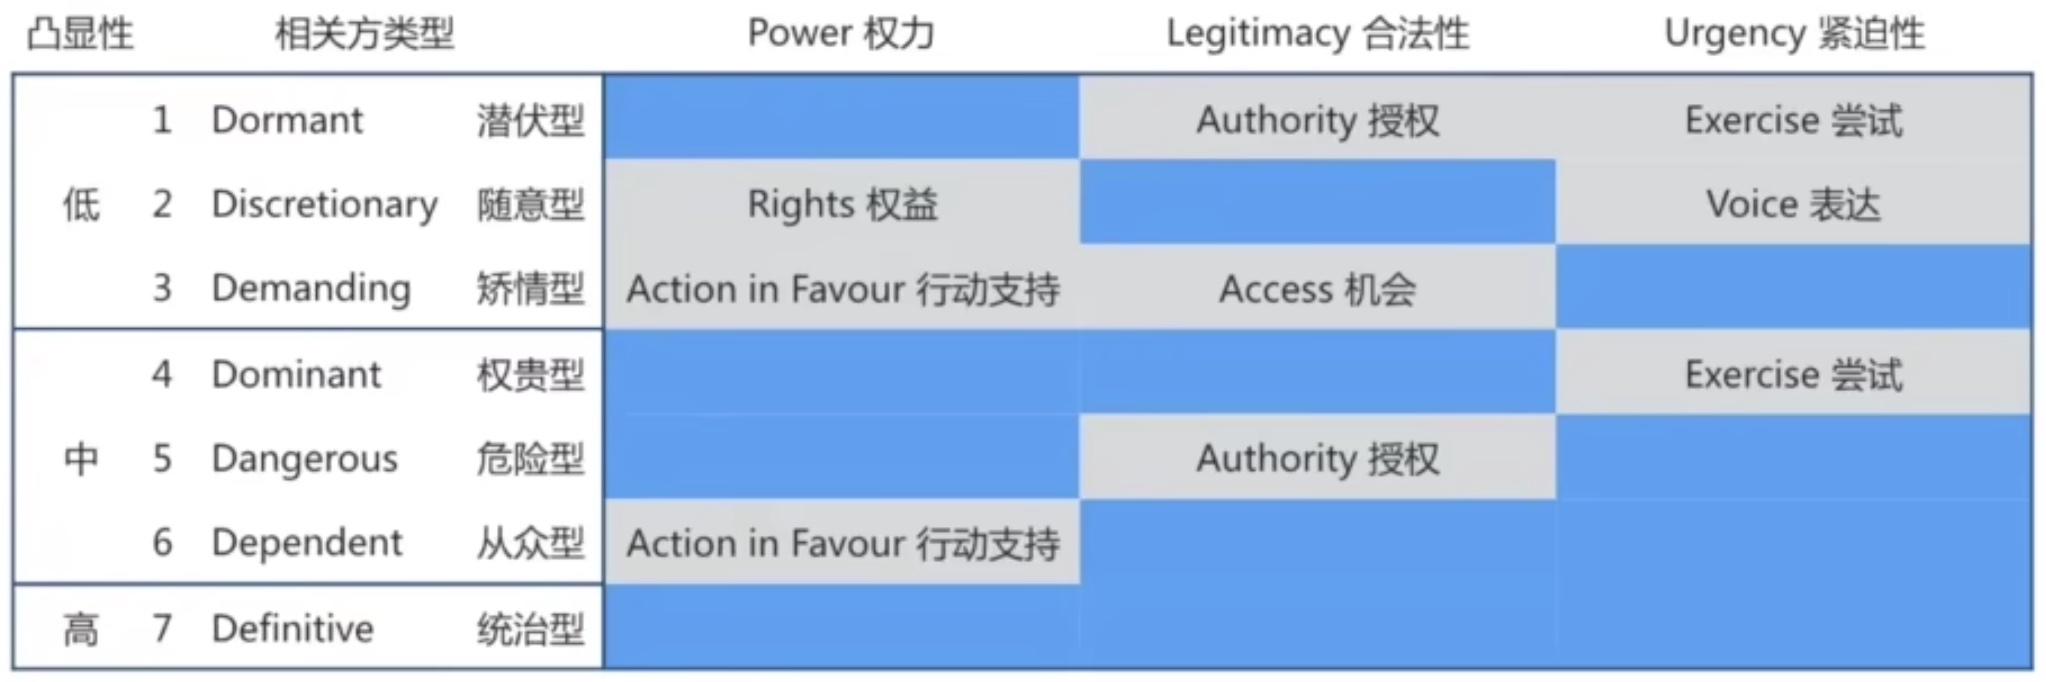 凸显性 相关方类型 Power 权力 Legitimacy 合法性 Urgency 紧迫性
1 Dormant 潜伏型 Authority 授权 Exercise 尝试
低 2 Discretionary 随意型 Rights 权益 Voice 表达
3 Demanding 矫情型 Action in Favour 行动支持 Access 机会
4 Dominant 权贵型 Exercise 尝试
中 5 Dangerous 危险型 Authority 授权
6 Dependent 从众型 Action in Favour 行动支持
高 7 Definitive 统治型